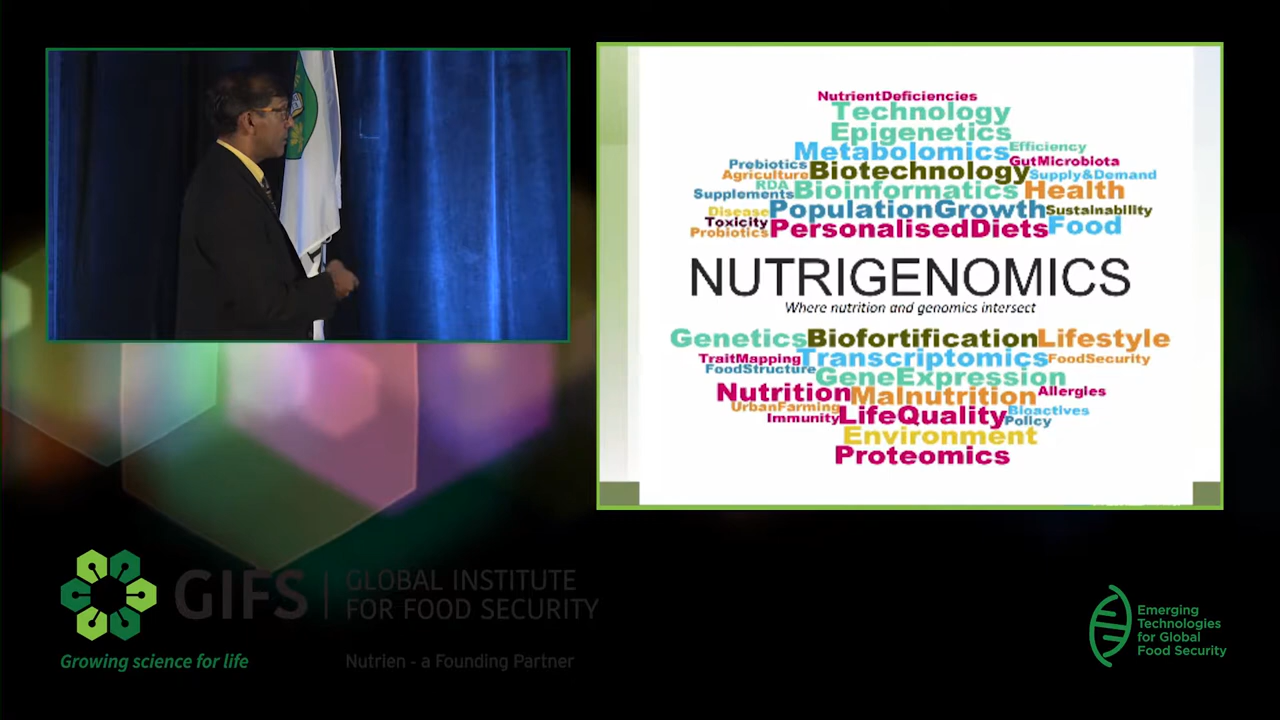 NutrientDeficiencies
Technology
Epigenetics
Metabolomics Efficiency
Prebiotics GutMicrobiota
Agriculture Biotechnology Supply&Demand
RDA
Supplements Bioinformatics Health
Disease PopulationGrowth Sustainability
Toxicity
Probiotics PersonalisedDiets Food
NUTRIGENOMICS
Where nutrition and genomics intersect
Genetics Biofortification Lifestyle
TraitMapping Transcriptomics FoodSecurity
FoodStructure
GeneExpression
Nutrition Malnutrition Allergies
UrbanFarming
Immunity LifeQuality Bioactives
Policy
Environment
Proteomics
GIFS
GLOBAL INSTITUTE
FOR FOOD SECURITY
Growing science for life
Nutrien - a Founding Partner
Emerging
Technologies
for Global
Food Security